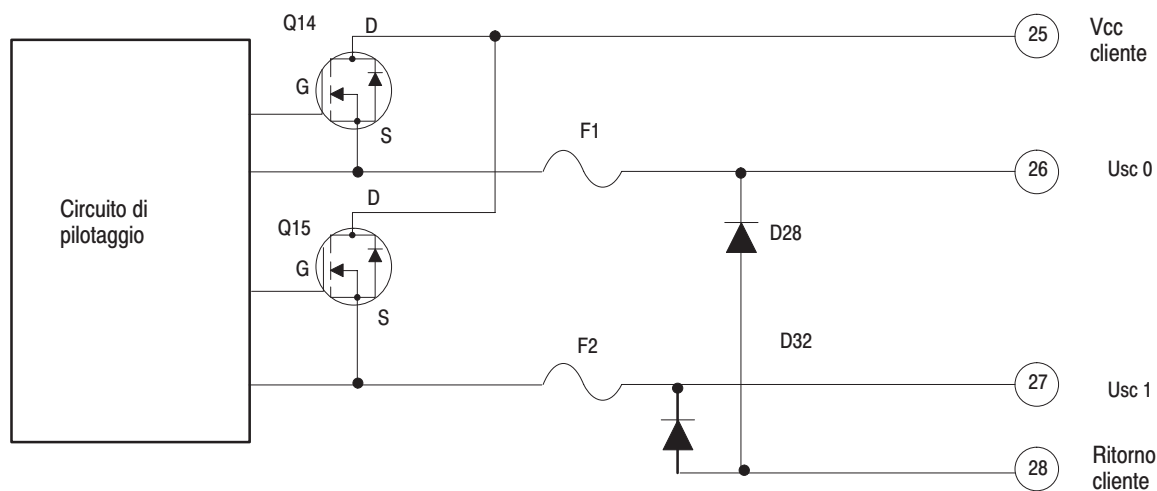 Q14
D
25
Vcc
cliente
G
S
F1
26
Usc 0
D
Circuito di
pilotaggio
Q15
D28
G
S
F2
D32
27
Usc 1
28
Ritorno
cliente